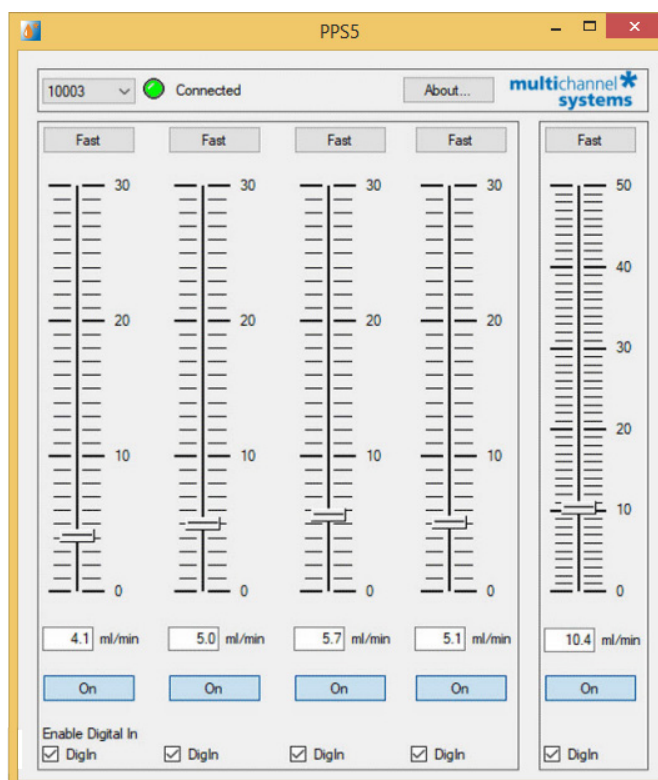 PPS5
10003 Connected About... multichannel systems
Fast Fast Fast Fast Fast
30 30 30 30 50
40
20 20 20 30
20
10 10 10 10
10
0 0 0 0 0
4.1 ml/min 5.0 ml/min 5.7 ml/min 5.1 ml/min 10.4 ml/min
On On On On On
Enable Digital In
DigIn DigIn DigIn DigIn DigIn